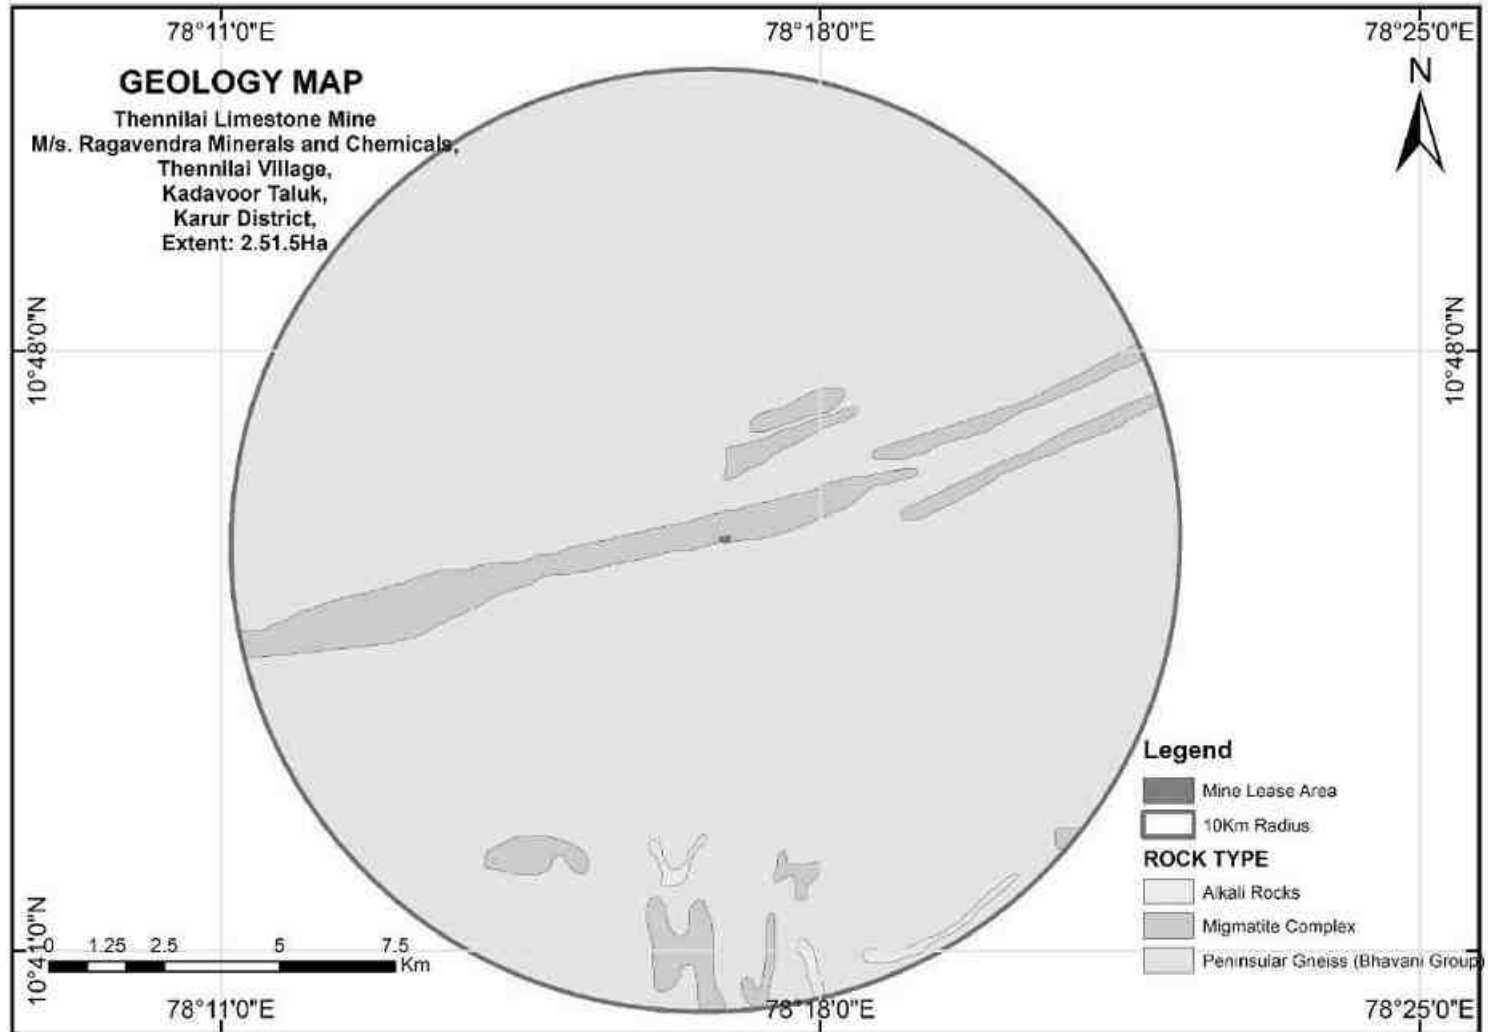 78°11'0"E 78°18'0"E 78°25'0"E
GEOLOGY MAP
Thennilai Limestone Mine
M/s. Ragavendra Minerals and Chemicals,
Thennilai Village,
Kadavoor Taluk,
Karur District,
Extent: 2.51.5Ha
N
10°48'0"N 10°48'0"N
Legend
Mine Lease Area
10Km Radius
ROCK TYPE
Alkali Rocks
Migmatite Complex
Peninsular Gneiss (Bhavani Group)
10°41'0"N 10°41'0"N
0 1.25 2.5 5 7.5
Km
78°11'0"E 78°18'0"E 78°25'0"E